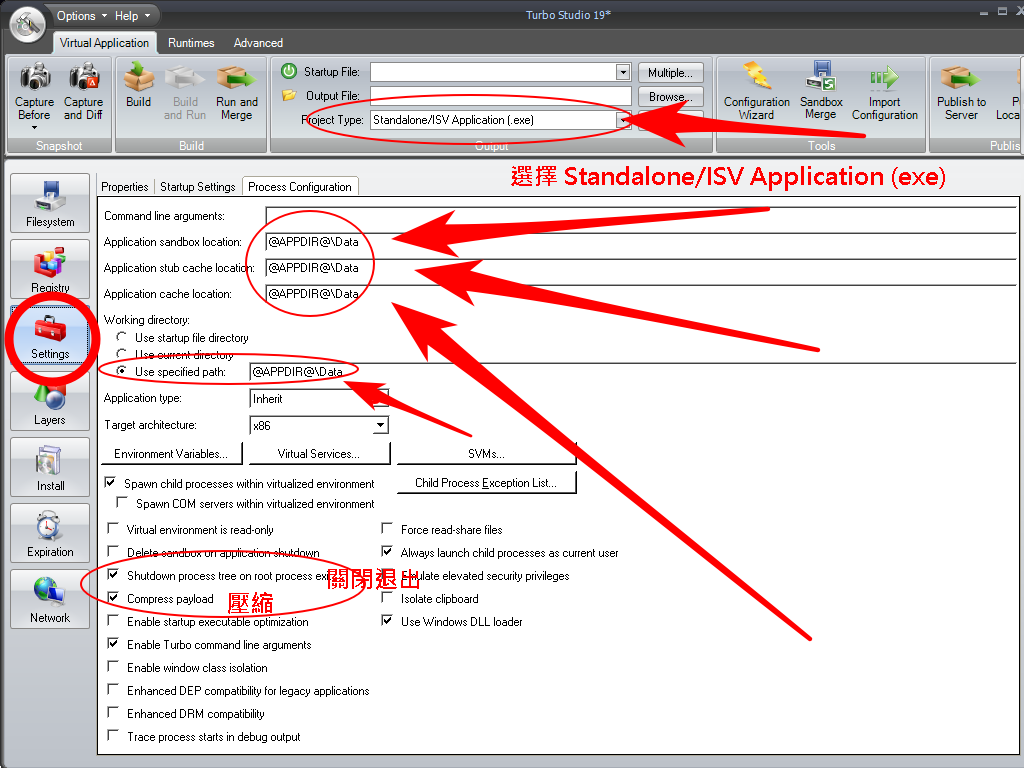 Options Help
Turbo Studio 19*
Virtual Application Runtimes Advanced
Capture Before
Capture and Diff
Snapshot
Build
Build and Run
Run and Merge
Build
Startup File: Multiple...
Output File: Browse...
Project Type: Standalone/ISV Application (.exe)
Output
Configuration Wizard
Sandbox Merge
Import Configuration
Tools
Publish to Server
選擇 Standalone/ISV Application (exe)
Filesystem
Registry
Settings
Layers
Install
Expiration
Network
Properties Startup Settings Process Configuration
Command line arguments:
Application sandbox location: @APPDIR@\Data
Application stub cache location: @APPDIR@\Data
Application cache location: @APPDIR@\Data
Working directory:
Use startup file directory
Use current directory
Use specified path: @APPDIR@\Data
Application type: Inherit
Target architecture: x86
Environment Variables... Virtual Services... SVMs...
Spawn child processes within virtualized environment Child Process Exception List...
Spawn COM servers within virtualized environment
Virtual environment is read-only Force read-share files
Delete sandbox on application shutdown Always launch child processes as current user
Shutdown process tree on root process 關閉退出 elevated security privileges
Compress payload 壓縮 Isolate clipboard
Enable startup executable optimization Use Windows DLL loader
Enable Turbo command line arguments
Enable window class isolation
Enhanced DEP compatibility for legacy applications
Enhanced DRM compatibility
Trace process starts in debug output